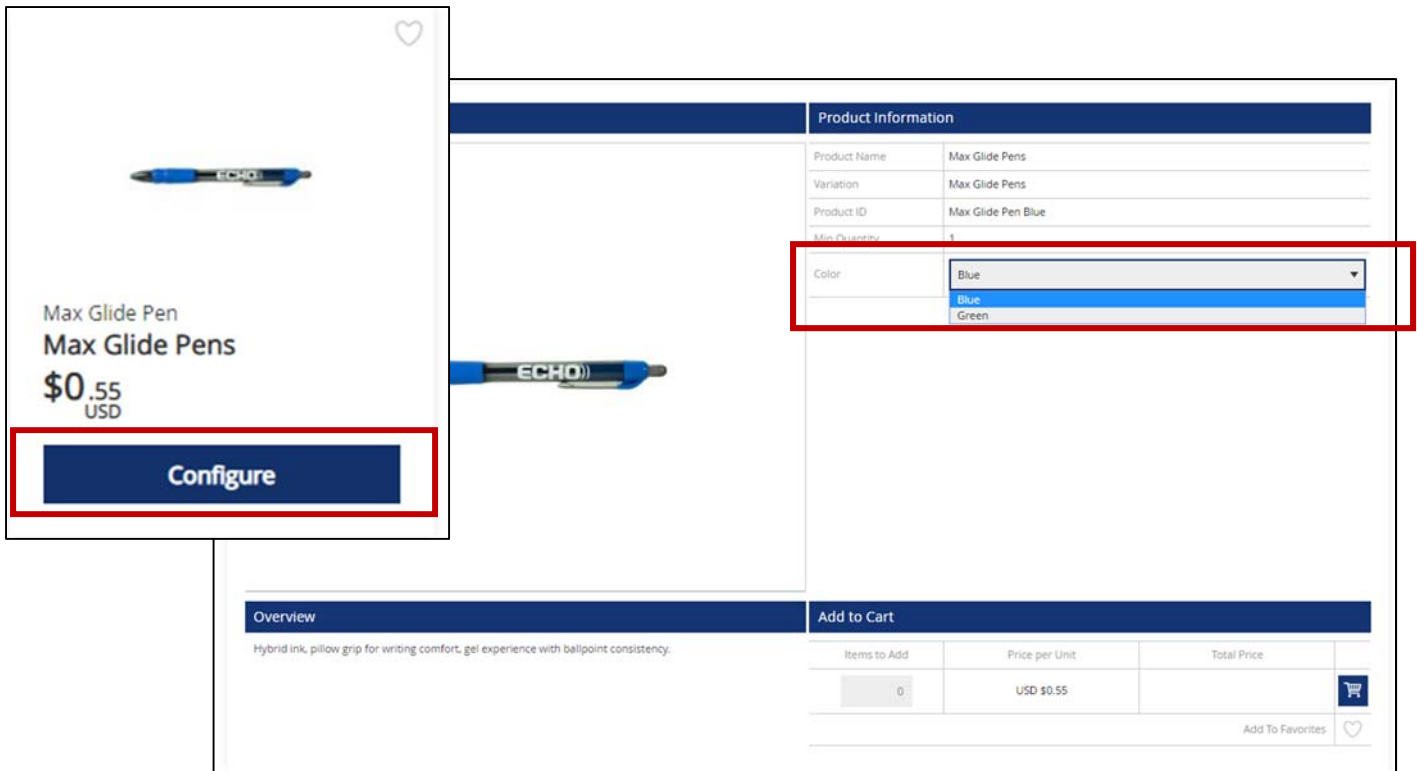 ECHO
Max Glide Pen
Max Glide Pens
$0.55
USD
Configure
Product Information
Product Name Max Glide Pens
Variation Max Glide Pens
Product ID Max Glide Pen Blue
Min Quantity 1
Color Blue
Blue
Green
ECHO
Overview
Hybrid ink, pillow grip for writing comfort, gel experience with ballpoint consistency.
Add to Cart
Items to Add Price per Unit Total Price
0 USD $0.55
Add To Favorites